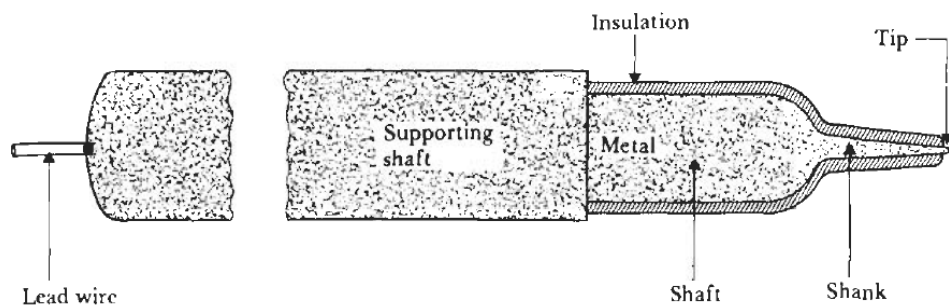 Insulation
Tip
Supporting
shaft
Metal
Lead wire
Shaft
Shank